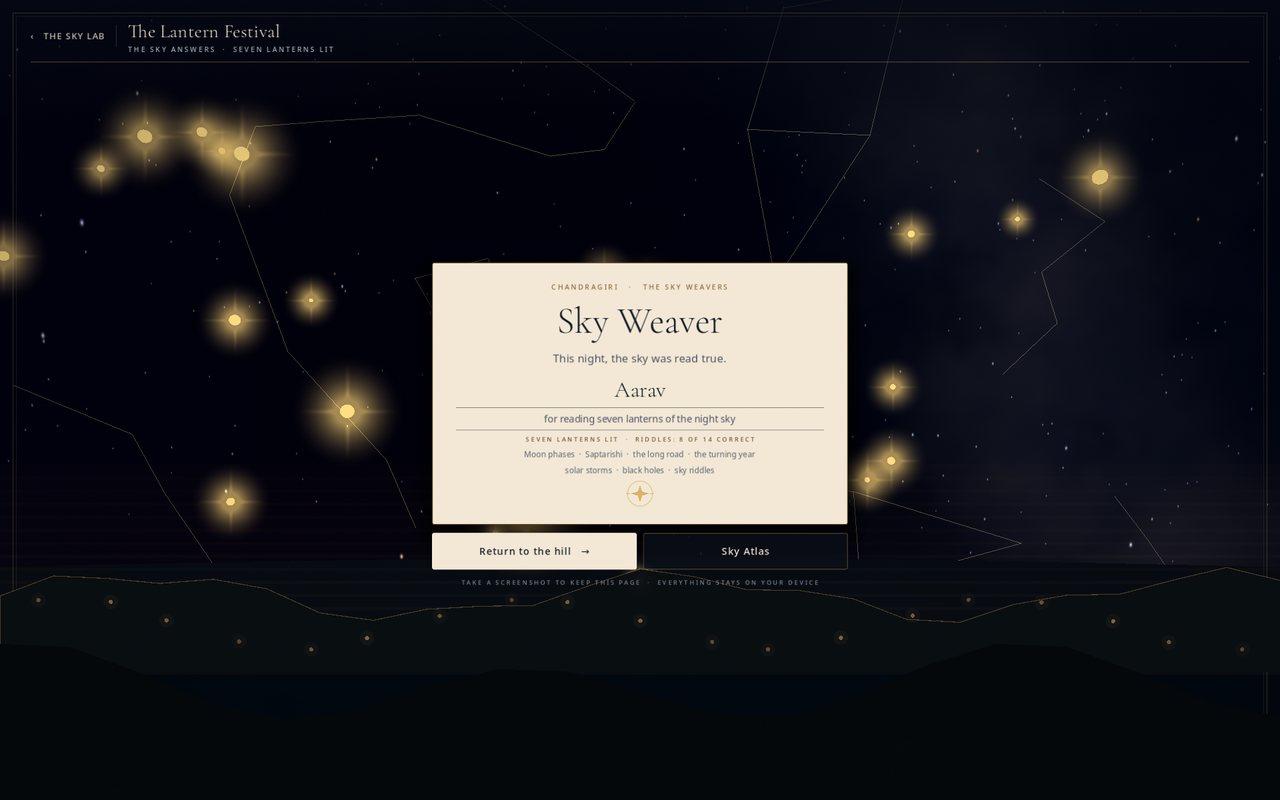 ‹ THE SKY LAB
The Lantern Festival
THE SKY ANSWERS · SEVEN LANTERNS LIT
CHANDRAGIRI · THE SKY WEAVERS
Sky Weaver
This night, the sky was read true.
Aarav
for reading seven lanterns of the night sky
SEVEN LANTERNS LIT · RIDDLES: 8 OF 14 CORRECT
Moon phases · Saptarishi · the long road · the turning year
solar storms · black holes · sky riddles
Return to the hill →
Sky Atlas
TAKE A SCREENSHOT TO KEEP THIS PAGE · EVERYTHING STAYS ON YOUR DEVICE